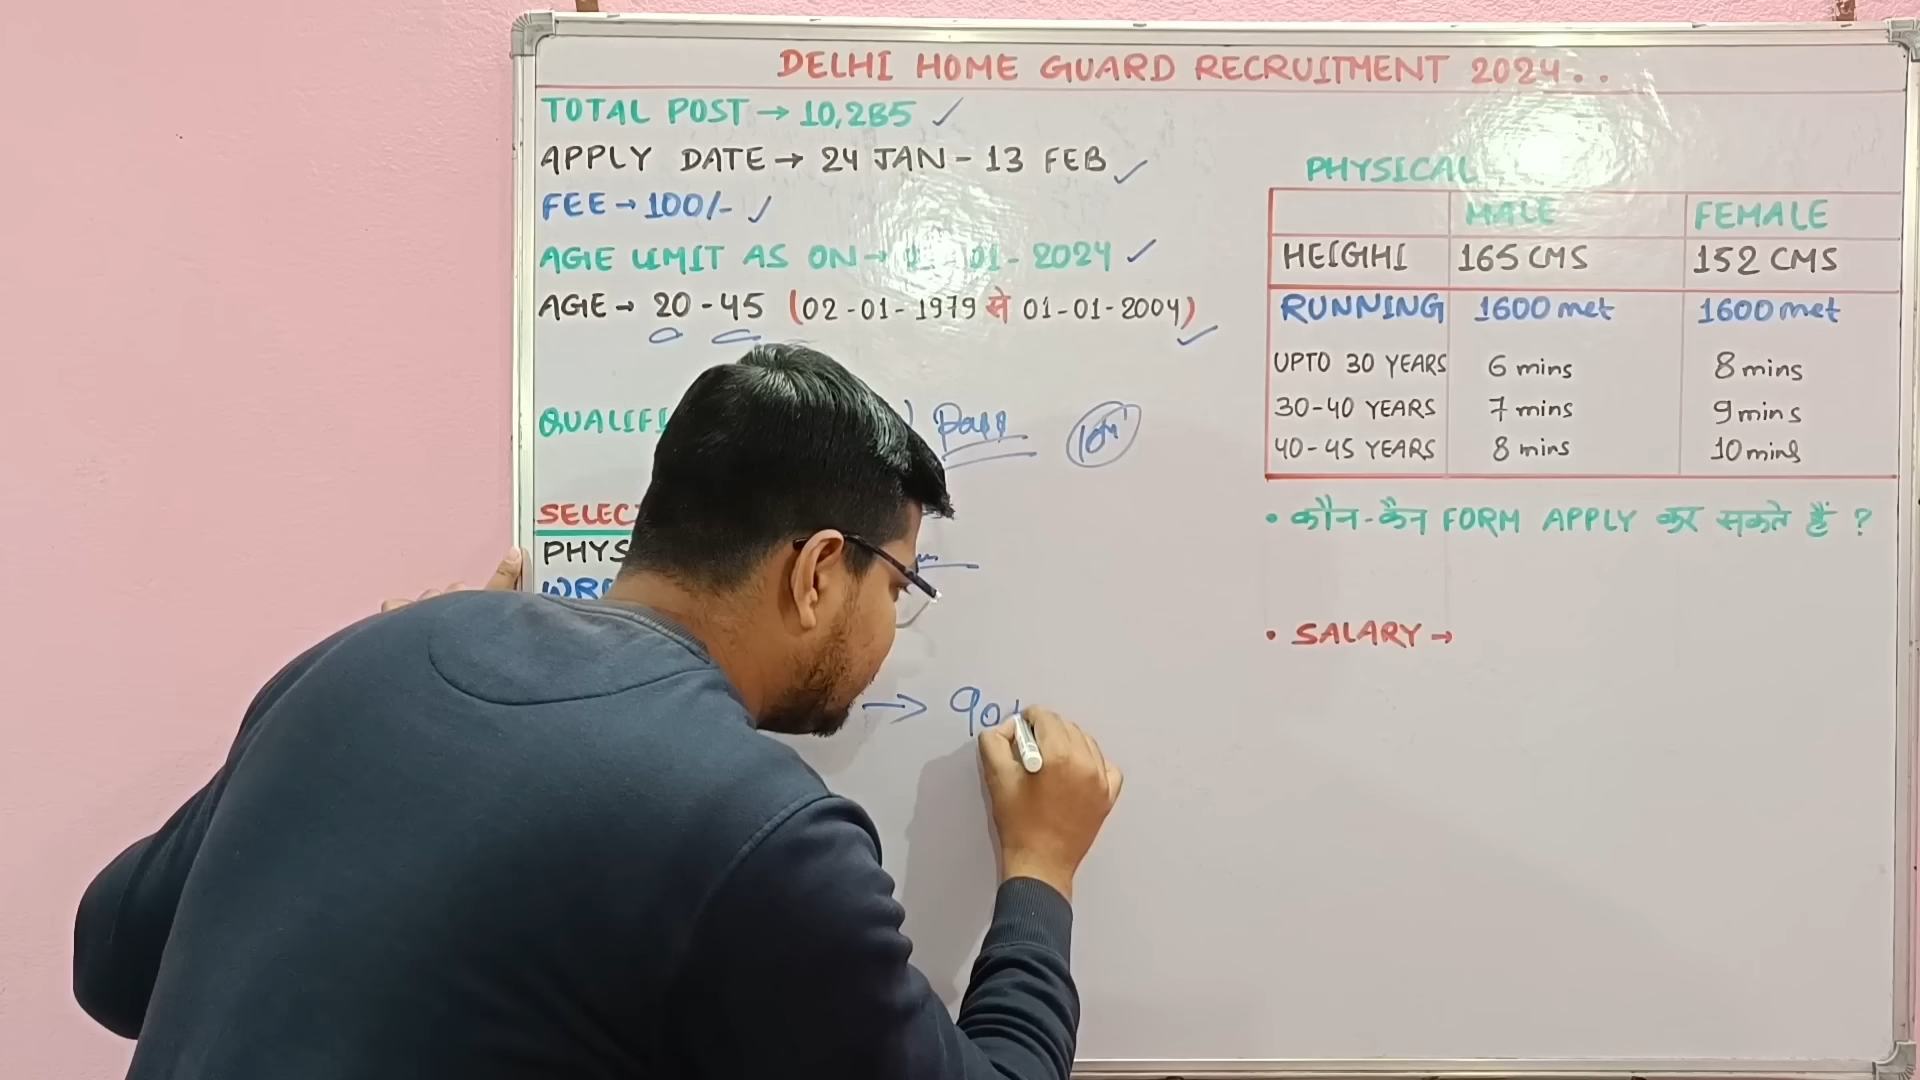 DELHI HOME GUARD RECRUITMENT 2024..
TOTAL POST → 10,285
APPLY DATE → 24 JAN - 13 FEB
FEE → 100/-
AGE LIMIT AS ON → 01-2024
AGE → 20-45 (02-01-1979 से 01-01-2004)
QUALIFI
Pass
SELEC
PHYS
WRI
→ 90
PHYSICAL
MALE FEMALE
HEIGHT 165 CMS 152 CMS
RUNNING 1600 met 1600 met
UPTO 30 YEARS 6 mins 8 mins
30-40 YEARS 7 mins 9 mins
40-45 YEARS 8 mins 10 mins
• कौन-कैन FORM APPLY कर सकते हैं ?
• SALARY →